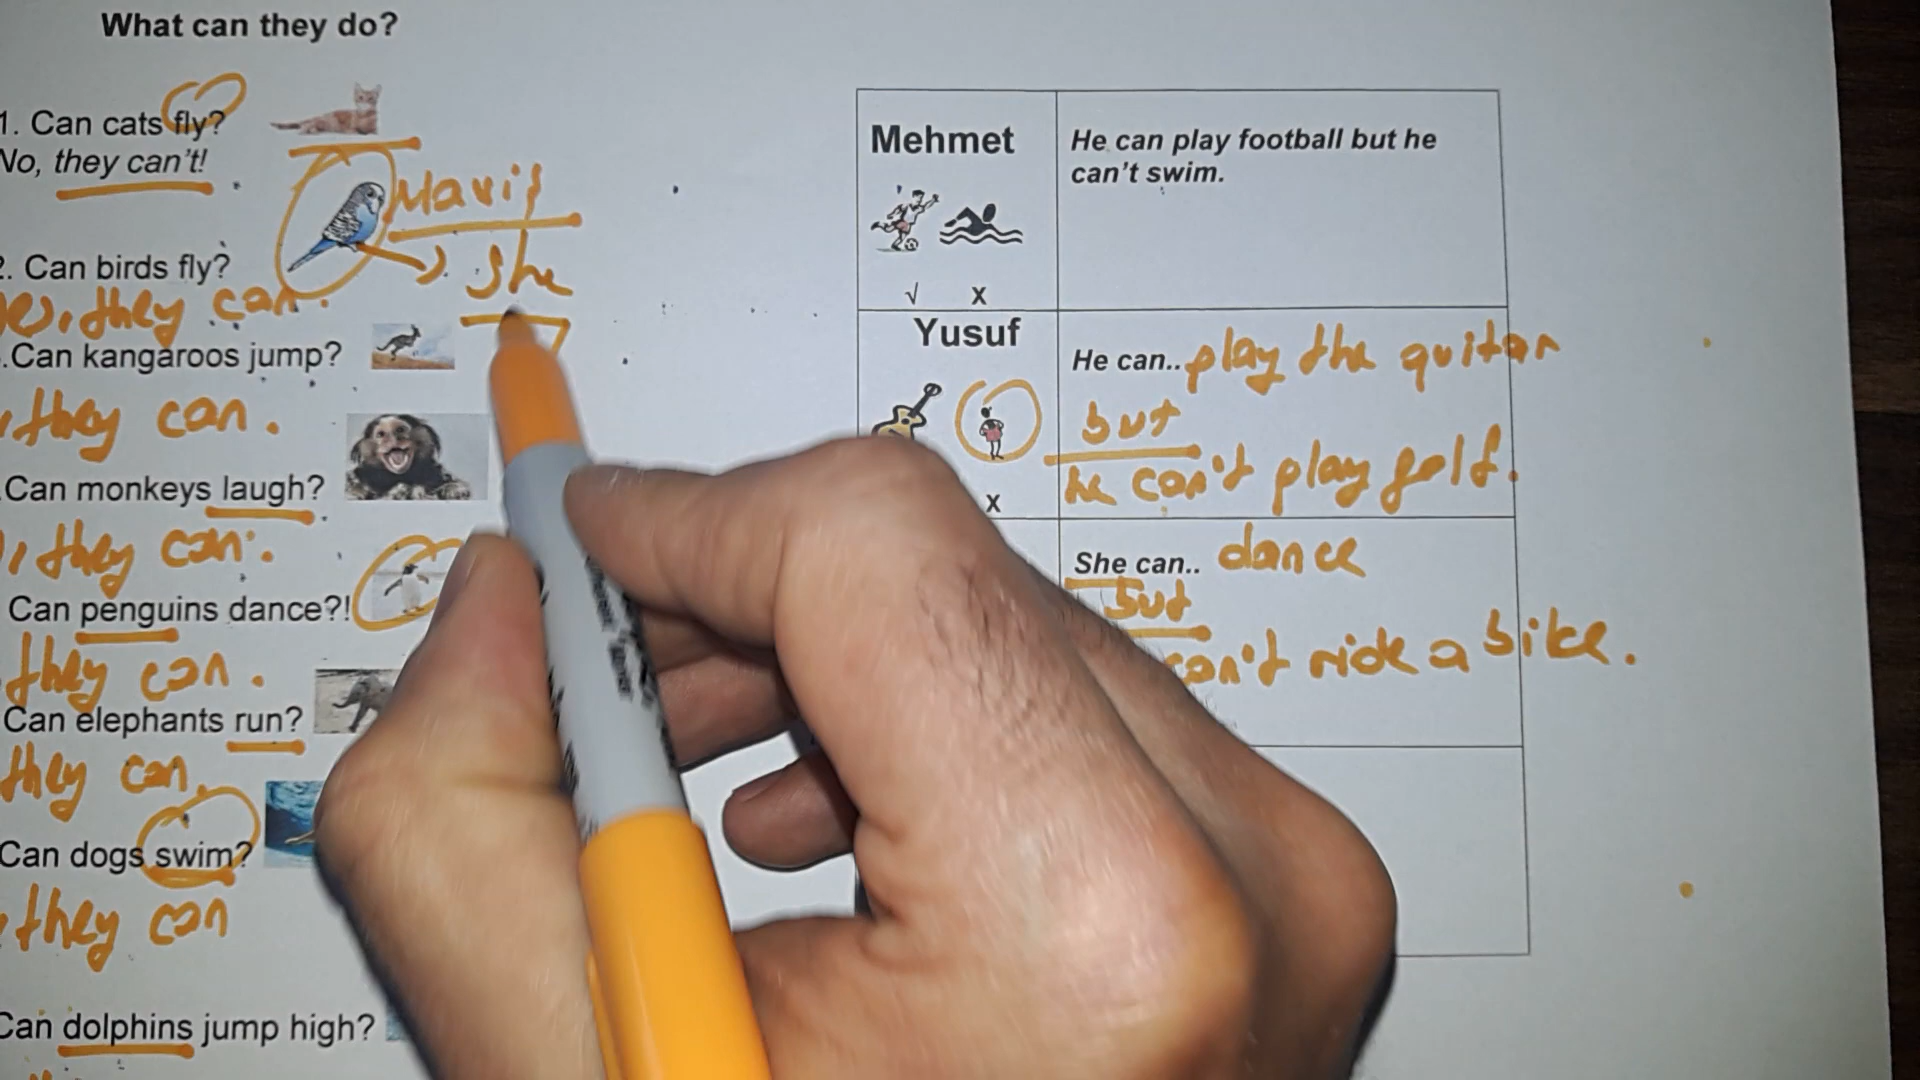 What can they do?
1. Can cats fly?
No, they can't!
Maviş
she
2. Can birds fly?
they can.
.Can kangaroos jump?
they can.
.Can monkeys laugh?
, they can.
Can penguins dance?!
they can.
Can elephants run?
they can.
Can dogs swim?
they can
Can dolphins jump high?
Mehmet
√ X
He can play football but he
can't swim.
Yusuf
X
He can.. play the guitar
but
he can't play golf.
She can.. dance
but
can't ride a bike.